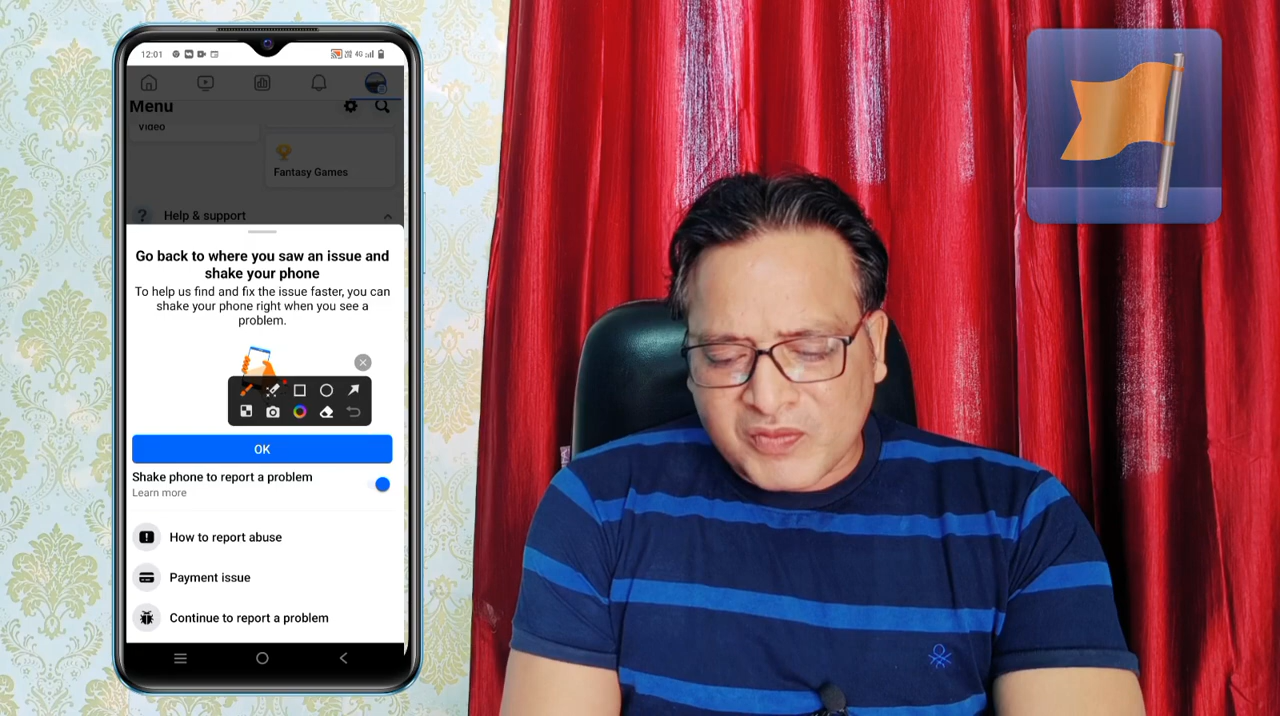 12:01
4G
Menu
Video
Fantasy Games
Help & support
Go back to where you saw an issue and
shake your phone
To help us find and fix the issue faster, you can
shake your phone right when you see a
problem.
OK
Shake phone to report a problem
Learn more
How to report abuse
Payment issue
Continue to report a problem